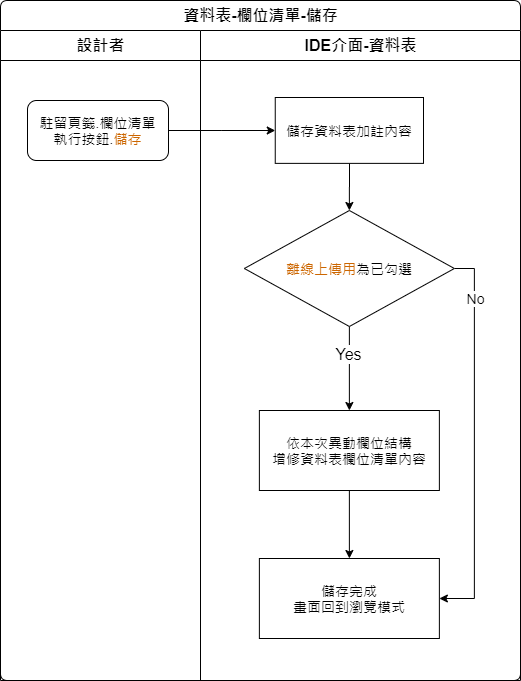 資料表-欄位清單-儲存
設計者
IDE介面-資料表
駐留頁籤.欄位清單
執行按鈕.儲存
儲存資料表加註內容
離線上傳用為已勾選
No
Yes
依本次異動欄位結構
增修資料表欄位清單內容
儲存完成
畫面回到瀏覽模式